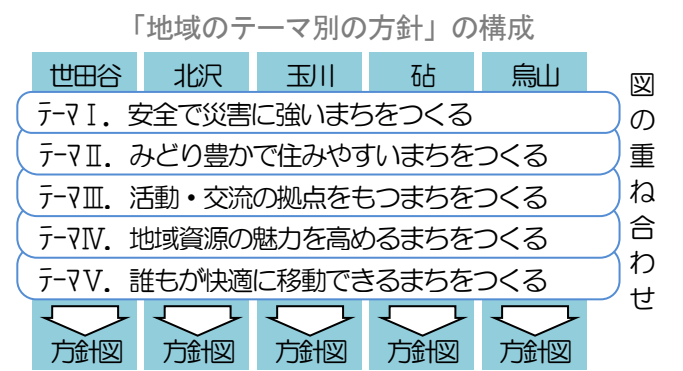 「地域のテーマ別の方針」の構成
世田谷 北沢 玉川 砧 烏山
ﾃｰﾏⅠ．安全で災害に強いまちをつくる
ﾃｰﾏⅡ．みどり豊かで住みやすいまちをつくる
ﾃｰﾏⅢ．活動・交流の拠点をもつまちをつくる
ﾃｰﾏⅣ．地域資源の魅力を高めるまちをつくる
ﾃｰﾏⅤ．誰もが快適に移動できるまちをつくる
方針図 方針図 方針図 方針図 方針図
図の重ね合わせ